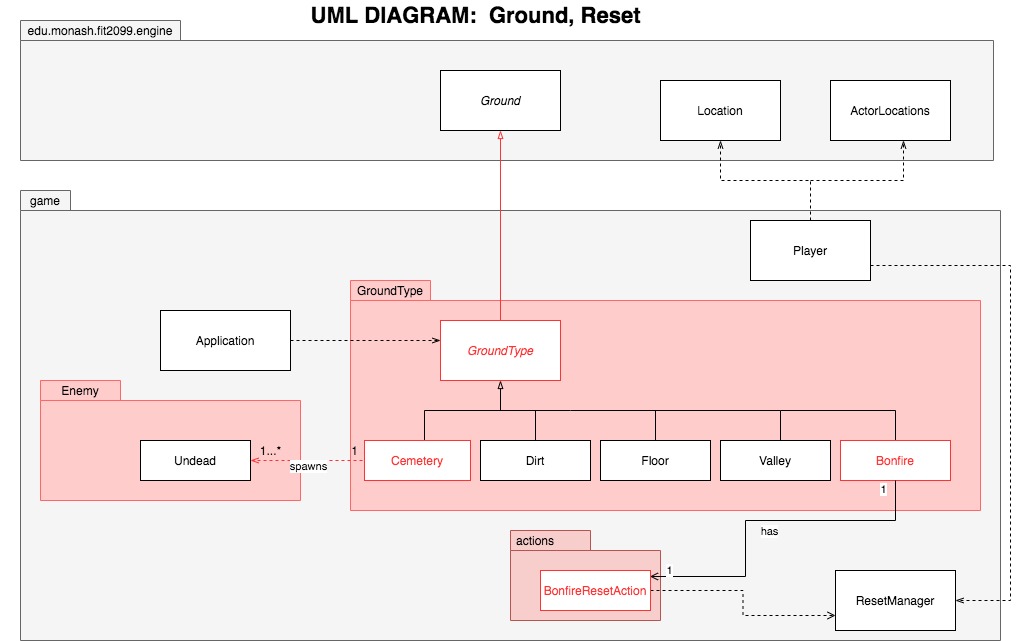 UML DIAGRAM:  Ground, Reset
edu.monash.fit2099.engine
Ground
Location
ActorLocations
game
Player
GroundType
Application
GroundType
Enemy
1...*
1
Undead
spawns
Cemetery
Dirt
Floor
Valley
Bonfire
1
has
actions
1
BonfireResetAction
ResetManager